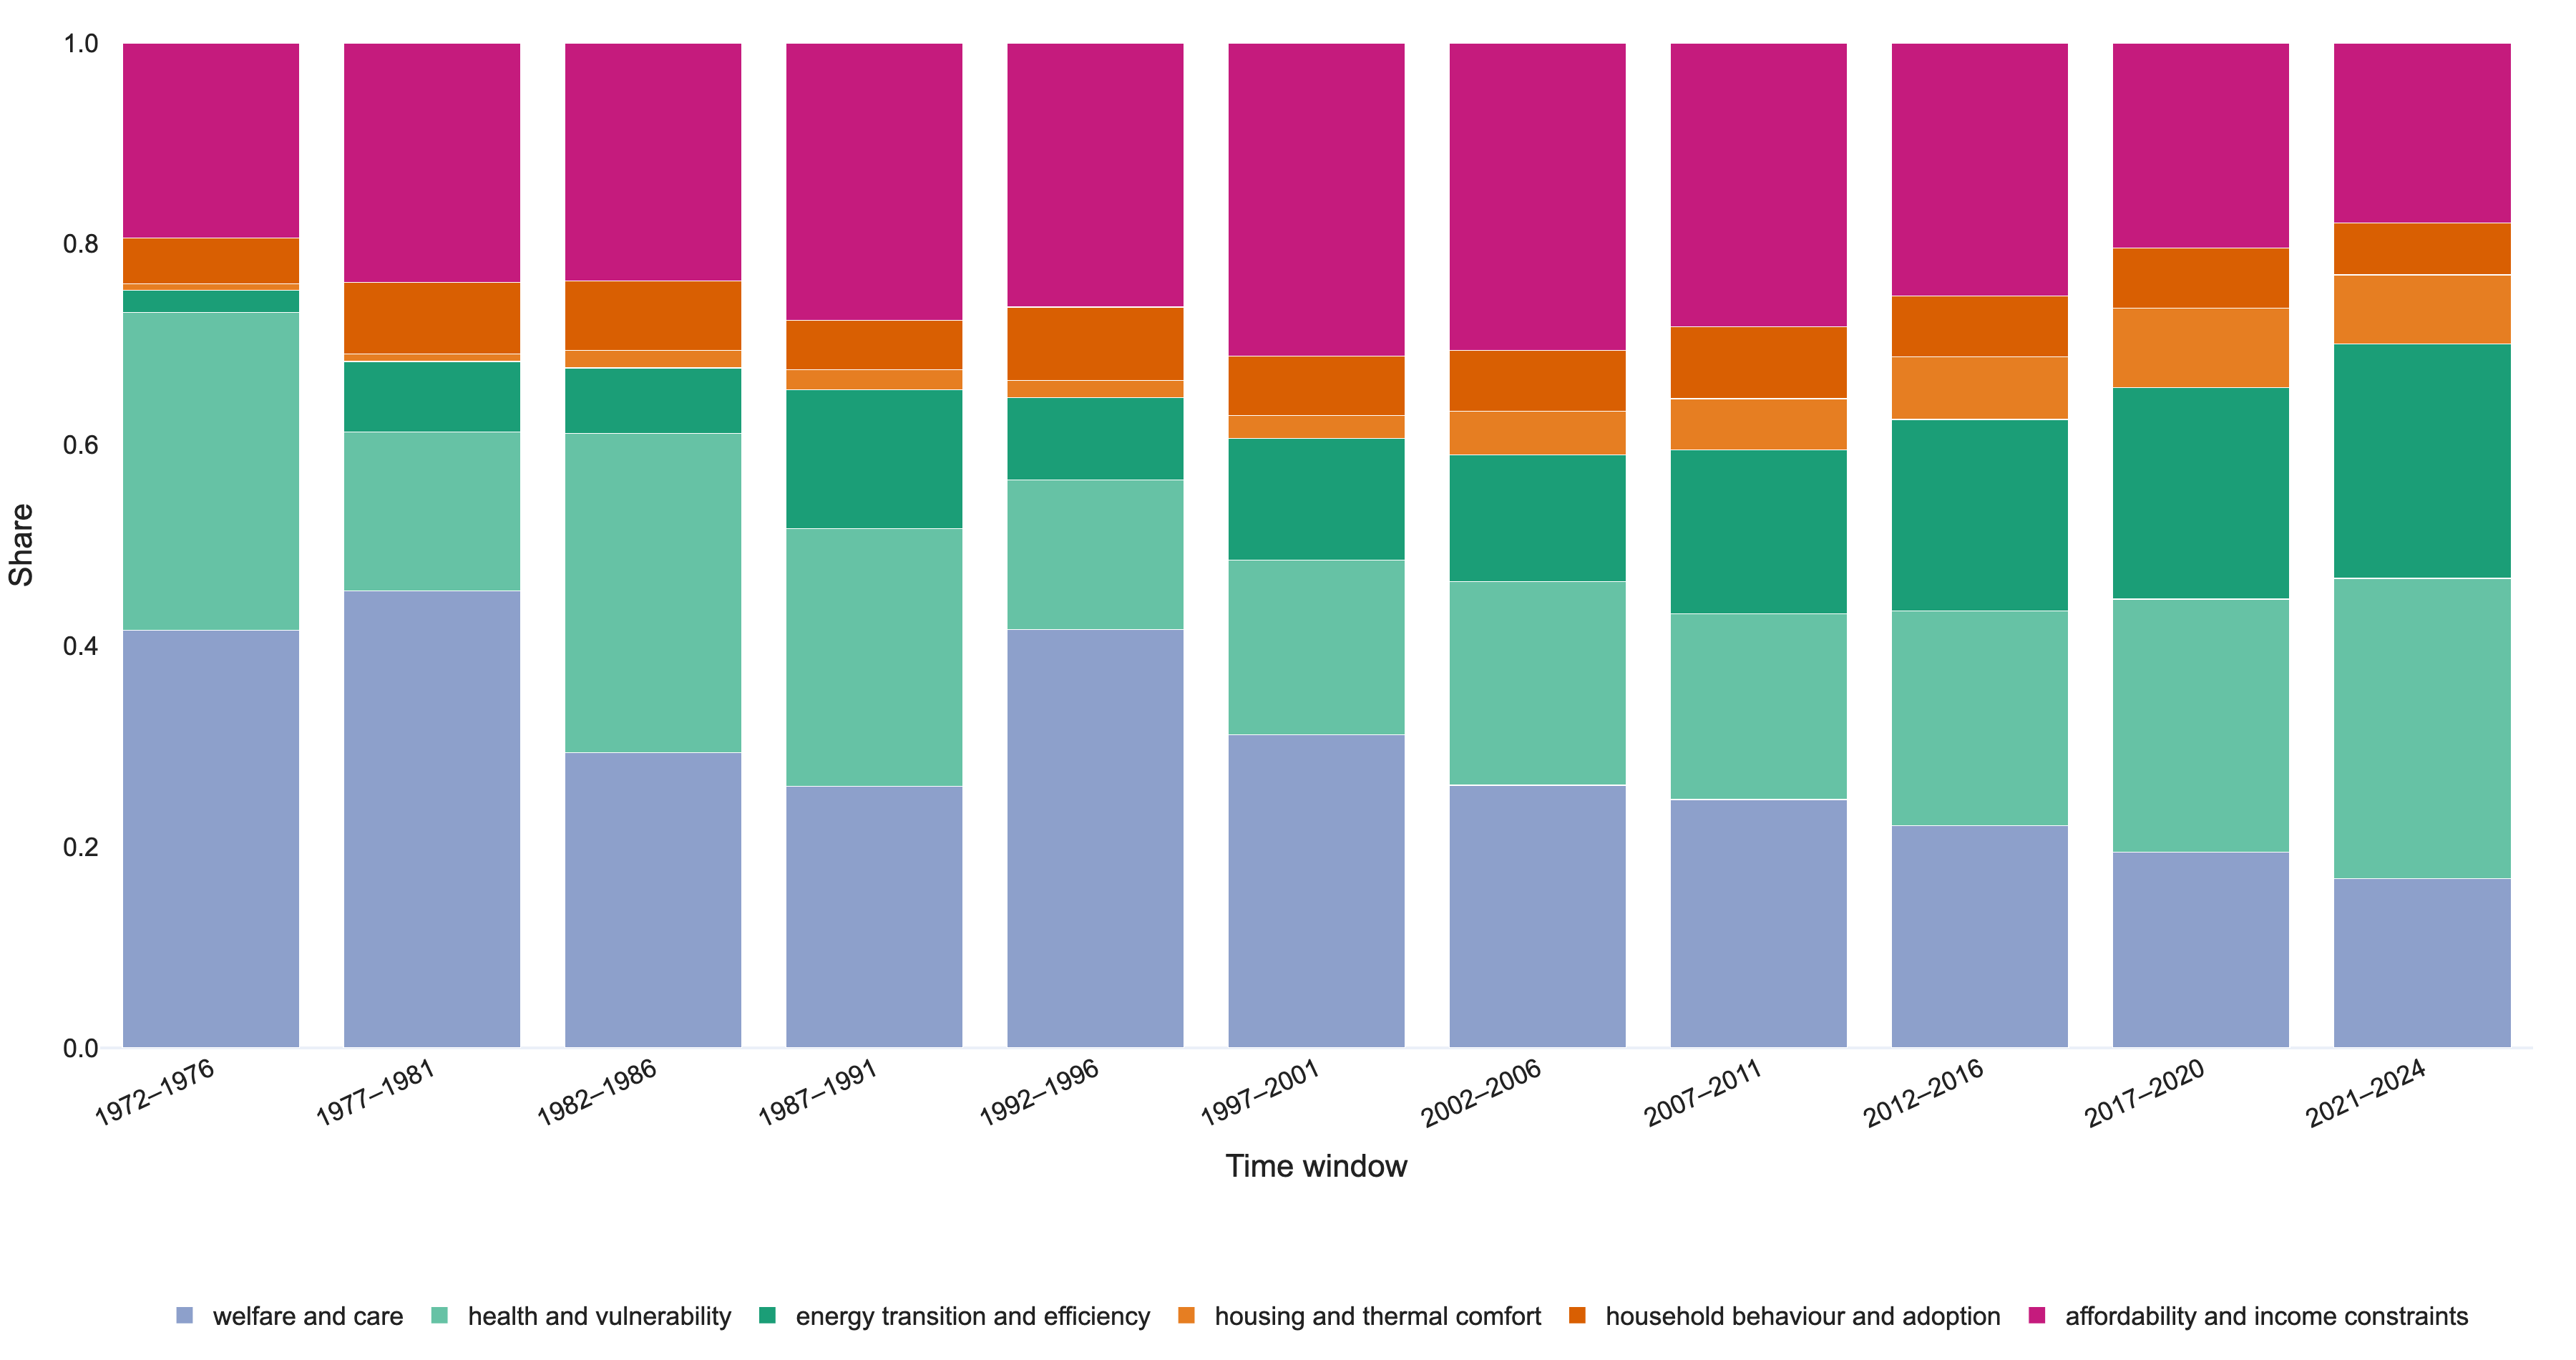 1.0
0.8
0.6
0.4
0.2
0.0
Share
1972–1976
1977–1981
1982–1986
1987–1991
1992–1996
1997–2001
2002–2006
2007–2011
2012–2016
2017–2020
2021–2024
Time window
welfare and care
health and vulnerability
energy transition and efficiency
housing and thermal comfort
household behaviour and adoption
affordability and income constraints